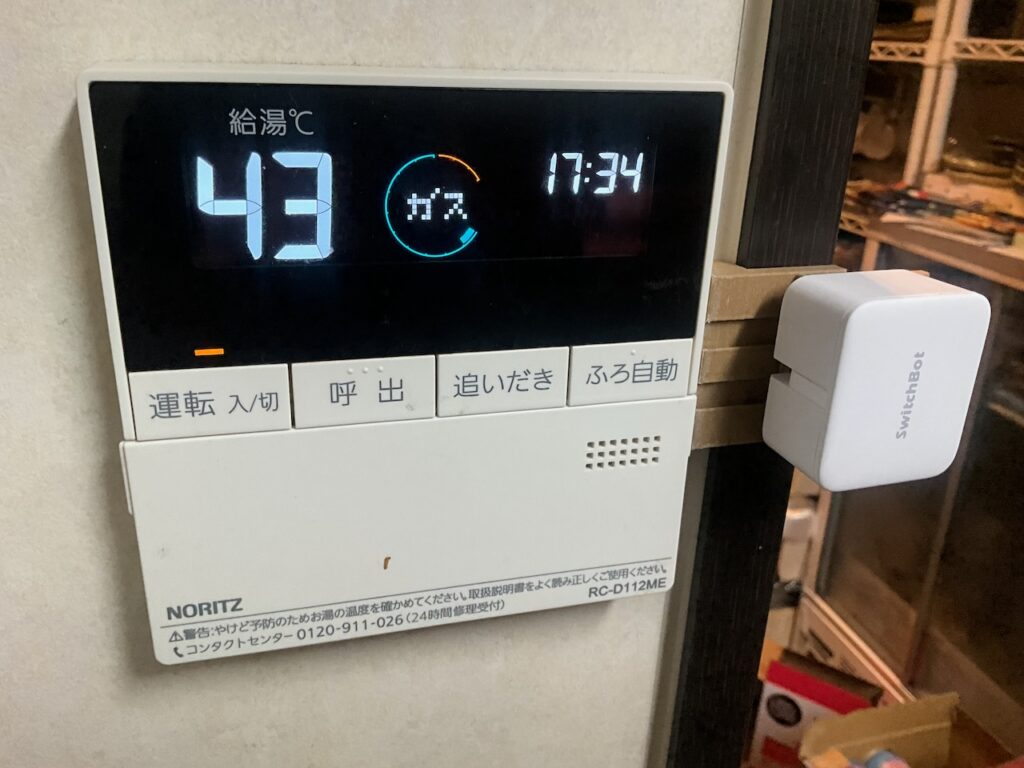 給湯℃
43
ガス
17:34
運転 入/切
呼出
追いだき
ふろ自動
SwitchBot
NORITZ
RC-D112ME
⚠警告:やけど予防のためお湯の温度を確かめてください。取扱説明書をよく読み正しくご使用ください。
コンタクトセンター 0120-911-026(24時間修理受付)